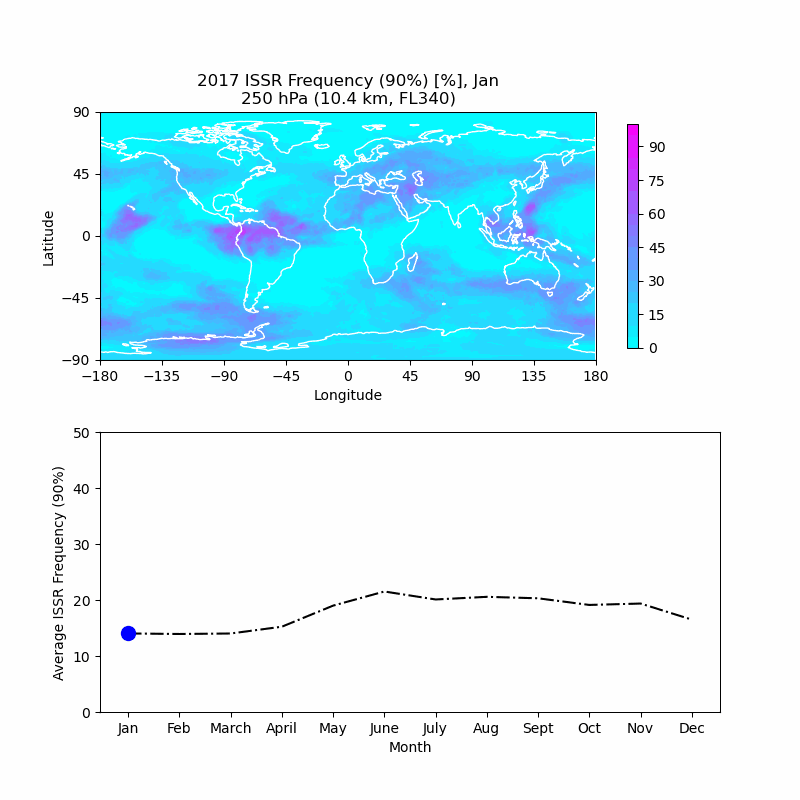 2017 ISSR Frequency (90%) [%], Jan
250 hPa (10.4 km, FL340)
90
45
0
−45
−90
Latitude
−180 −135 −90 −45 0 45 90 135 180
Longitude
90
75
60
45
30
15
0
50
40
30
20
10
0
Average ISSR Frequency (90%)
Jan Feb March April May June July Aug Sept Oct Nov Dec
Month